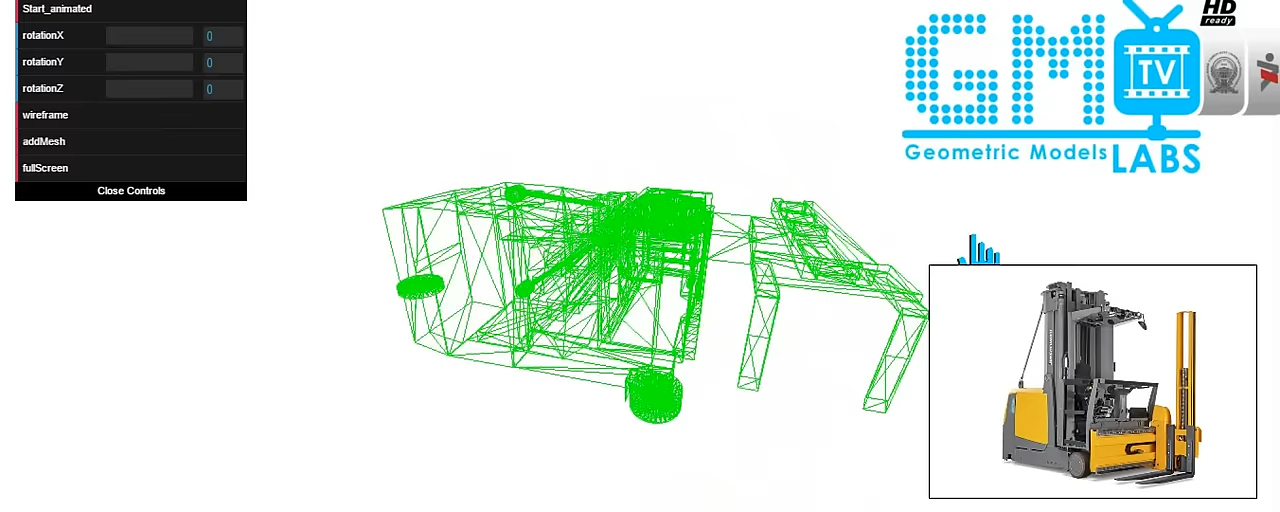 Start_animated
rotationX 0
rotationY 0
rotationZ 0
wireframe
addMesh
fullScreen
Close Controls
GM
TV
Geometric Models LABS
HD
ready